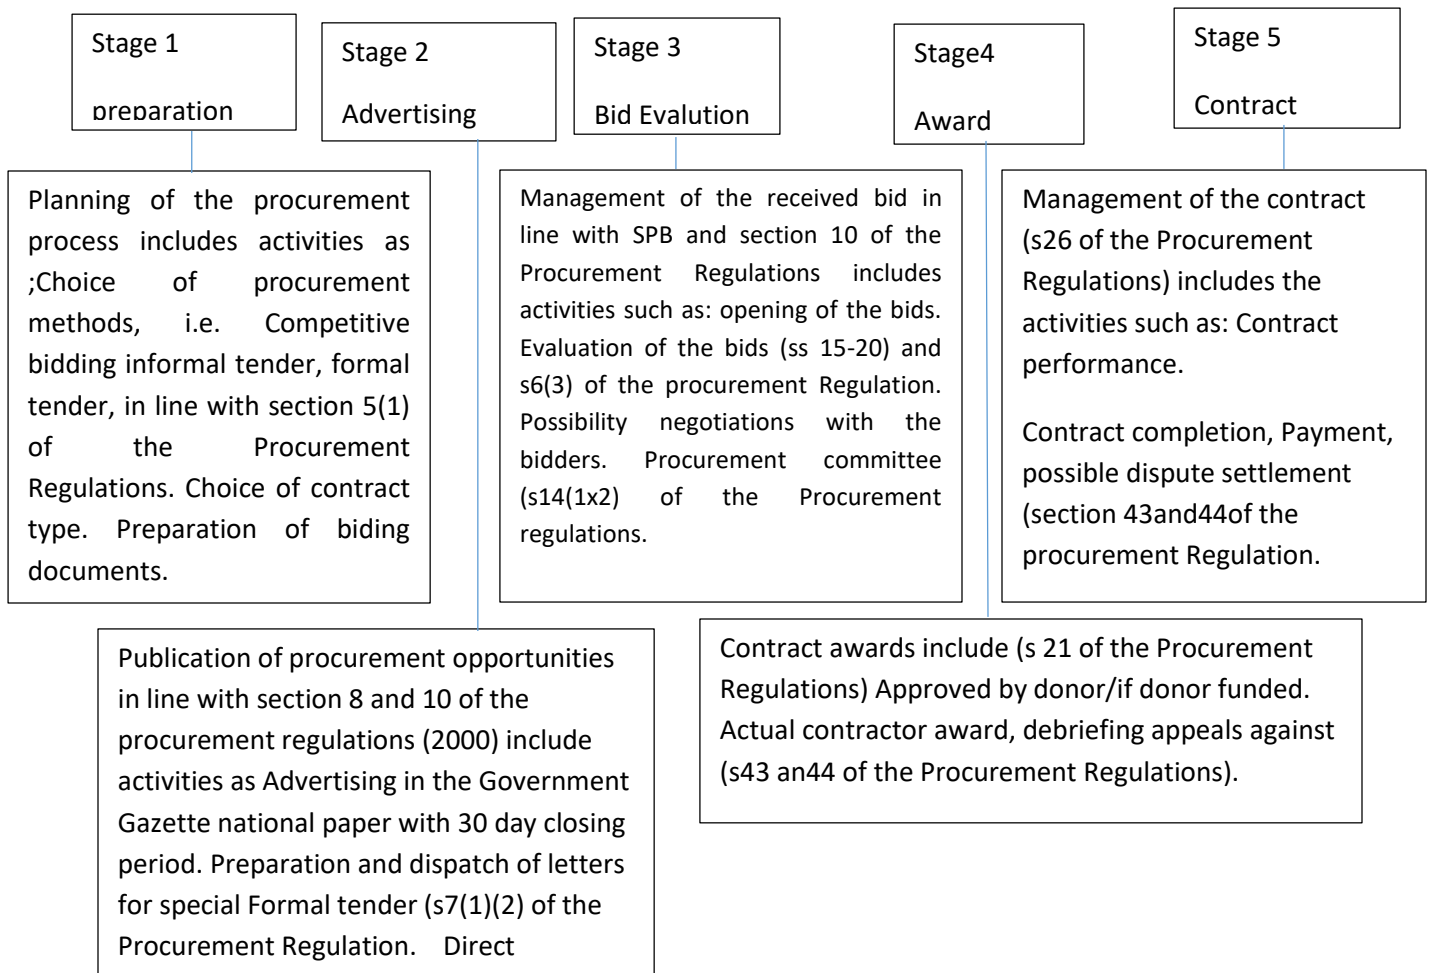 Stage 1
preparation
Stage 2
Advertising
Stage 3
Bid Evalution
Stage4
Award
Stage 5
Contract
Planning of the procurement
process includes activities as
;Choice of procurement
methods, i.e. Competitive
bidding informal tender, formal
tender, in line with section 5(1)
of the Procurement
Regulations. Choice of contract
type. Preparation of biding
documents.
Management of the received bid in
line with SPB and section 10 of the
Procurement Regulations includes
activities such as: opening of the bids.
Evaluation of the bids (ss 15-20) and
s6(3) of the procurement Regulation.
Possibility negotiations with the
bidders. Procurement committee
(s14(1x2) of the Procurement
regulations.
Management of the contract
(s26 of the Procurement
Regulations) includes the
activities such as: Contract
performance.
Contract completion, Payment,
possible dispute settlement
(section 43and44of the
procurement Regulation.
Publication of procurement opportunities
in line with section 8 and 10 of the
procurement regulations (2000) include
activities as Advertising in the Government
Gazette national paper with 30 day closing
period. Preparation and dispatch of letters
for special Formal tender (s7(1)(2) of the
Procurement Regulation. Direct
Contract awards include (s 21 of the Procurement
Regulations) Approved by donor/if donor funded.
Actual contractor award, debriefing appeals against
(s43 an44 of the Procurement Regulations).